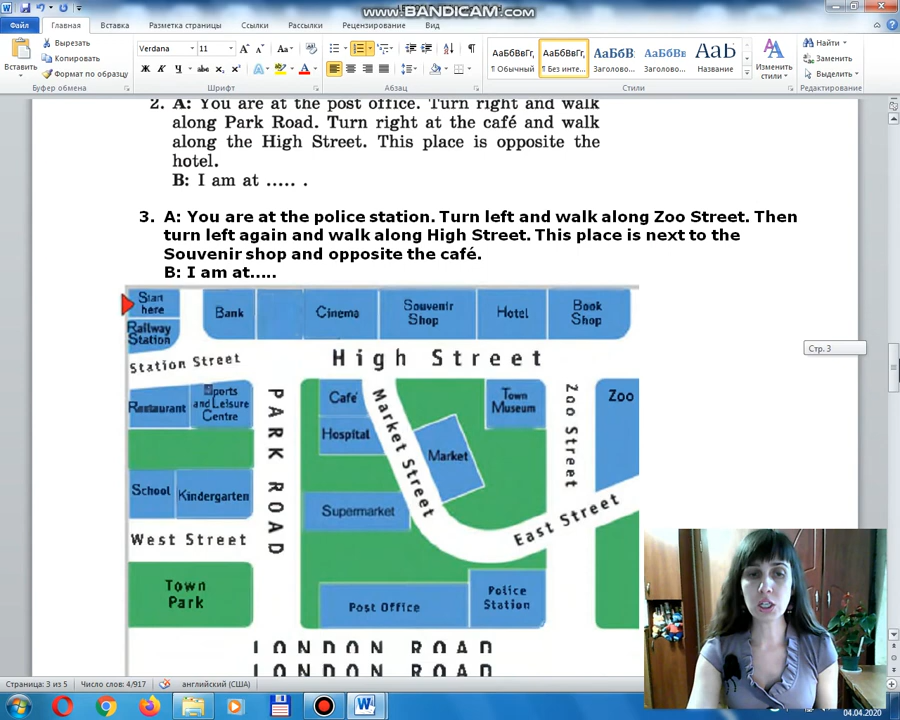 www.BANDICAM.com
Файл
Главная
Вставка
Разметка страницы
Ссылки
Рассылки
Рецензирование
Вид
Вставить
Вырезать
Копировать
Формат по образцу
Буфер обмена
Verdana
11
Шрифт
Абзац
АаБбВвГг,
¶ Обычный
АаБбВвГг,
¶ Без инте...
АаБбВ
Заголово...
АаБбВв
Заголово...
АаЬ
Название
Изменить
стили
Стили
Найти
Заменить
Выделить
Редактирование
2. A: You are at the post office. Turn right and walk
along Park Road. Turn right at the café and walk
along the High Street. This place is opposite the
hotel.
B: I am at ..... .
3. A: You are at the police station. Turn left and walk along Zoo Street. Then
turn left again and walk along High Street. This place is next to the
Souvenir shop and opposite the café.
B: I am at.....
Start
here
Railway
Station
Bank
Cinema
Souvenir
Shop
Hotel
Book
Shop
Стр. 3
Station Street
High Street
Restaurant
Sports
and Leisure
Centre
PARK ROAD
Café
Hospital
Market Street
Market
Town
Museum
Zoo Street
Zoo
School
Kindergarten
Supermarket
East Street
West Street
Town
Park
Post Office
Police
Station
LONDON ROAD
LONDON ROAD
Страница: 3 из 5
Число слов: 4/917
английский (США)
04.04.2020